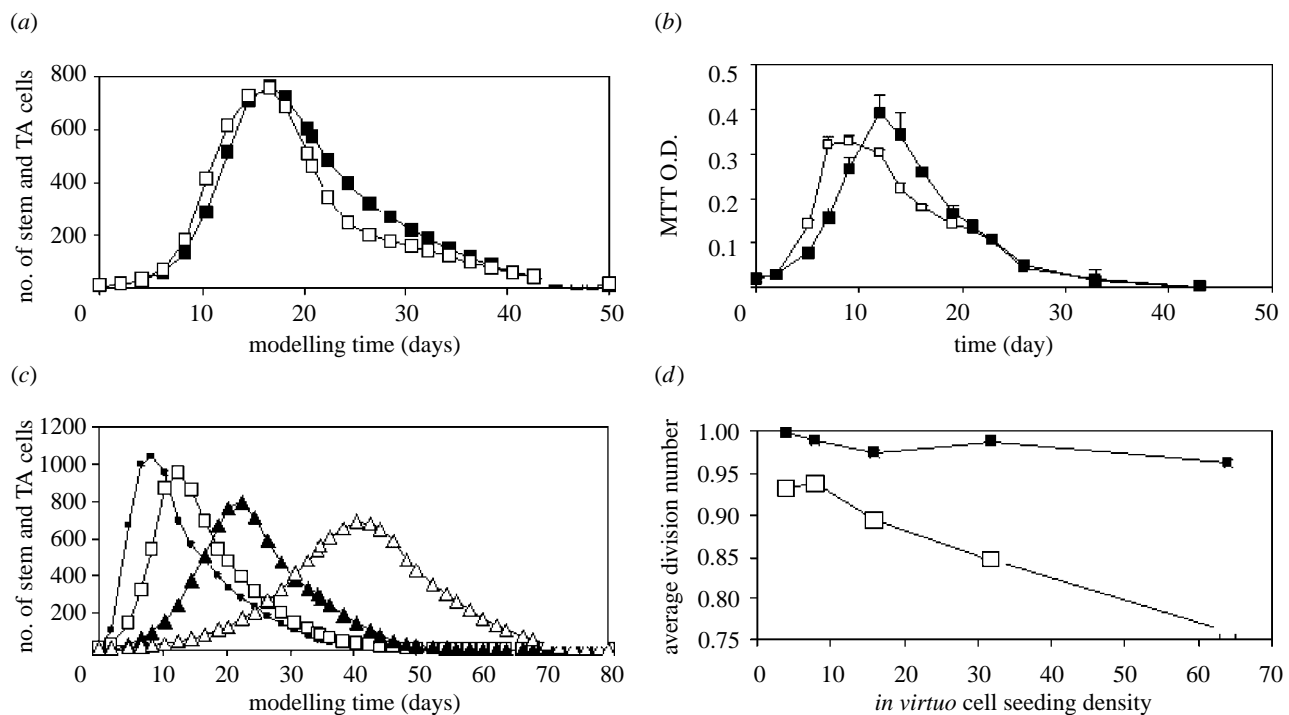 (a)
800
600
400
200
no. of stem and TA cells
0 10 20 30 40 50
modelling time (days)
(b)
0.5
0.4
0.3
0.2
0.1
MTT O.D.
0 10 20 30 40 50
time (day)
(c)
1200
1000
800
600
400
200
no. of stem and TA cells
0 10 20 30 40 50 60 70 80
modelling time (days)
(d)
1.00
0.95
0.90
0.85
0.80
0.75
average division number
0 10 20 30 40 50 60 70
in virtuo cell seeding density